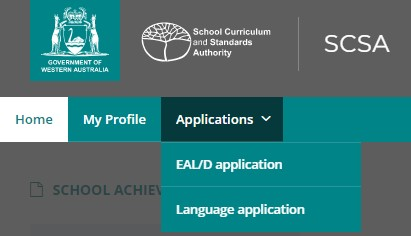 GOVERNMENT OF
WESTERN AUSTRALIA
School Curriculum
and Standards
Authority
SCSA
Home
My Profile
Applications
EAL/D application
SCHOOL ACHIEV
Language application